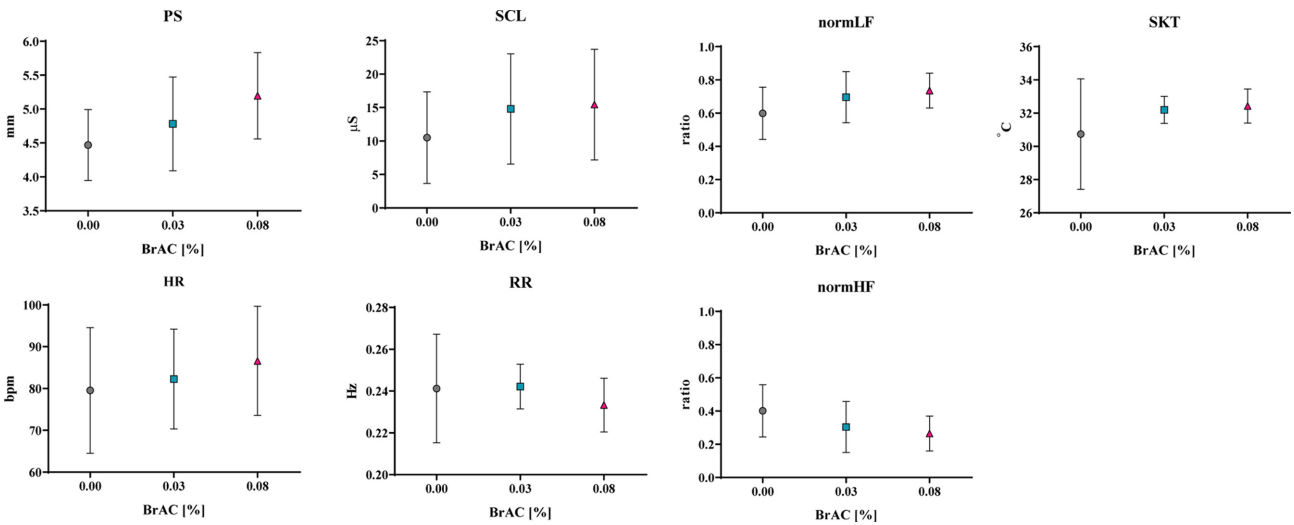 PS
6.0
5.5
5.0
4.5
4.0
3.5
mm
0.00 0.03 0.08
BrAC [%]
SCL
25
20
15
10
5
0
µS
0.00 0.03 0.08
BrAC [%]
normLF
1.0
0.8
0.6
0.4
0.2
0.0
ratio
0.00 0.03 0.08
BrAC [%]
SKT
36
34
32
30
28
26
°C
0.00 0.03 0.08
BrAC [%]
HR
100
90
80
70
60
bpm
0.00 0.03 0.08
BrAC [%]
RR
0.28
0.26
0.24
0.22
0.20
Hz
0.00 0.03 0.08
BrAC [%]
normHF
1.0
0.8
0.6
0.4
0.2
0.0
ratio
0.00 0.03 0.08
BrAC [%]